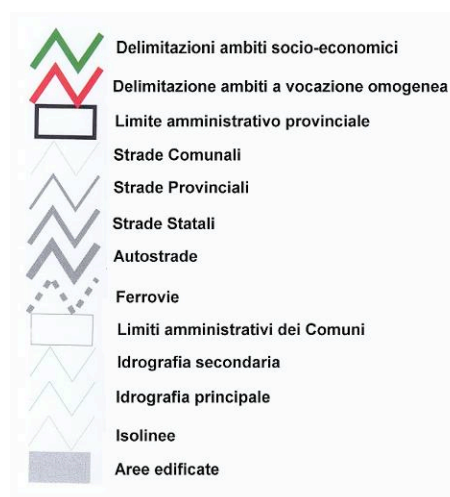 Delimitazioni ambiti socio-economici
Delimitazione ambiti a vocazione omogenea
Limite amministrativo provinciale
Strade Comunali
Strade Provinciali
Strade Statali
Autostrade
Ferrovie
Limiti amministrativi dei Comuni
Idrografia secondaria
Idrografia principale
Isolinee
Aree edificate